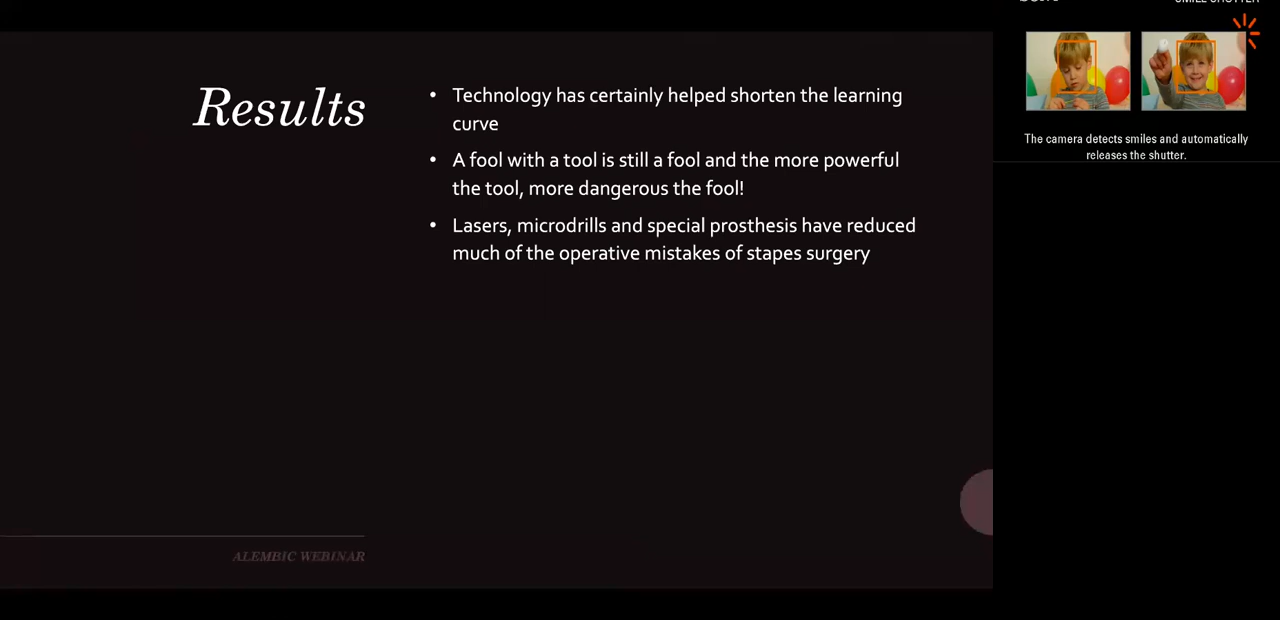 Results
• Technology has certainly helped shorten the learning
curve
• A fool with a tool is still a fool and the more powerful
the tool, more dangerous the fool!
• Lasers, microdrills and special prosthesis have reduced
much of the operative mistakes of stapes surgery
ALEMBIC WEBINAR
SMILE SHUTTER
The camera detects smiles and automatically
releases the shutter.